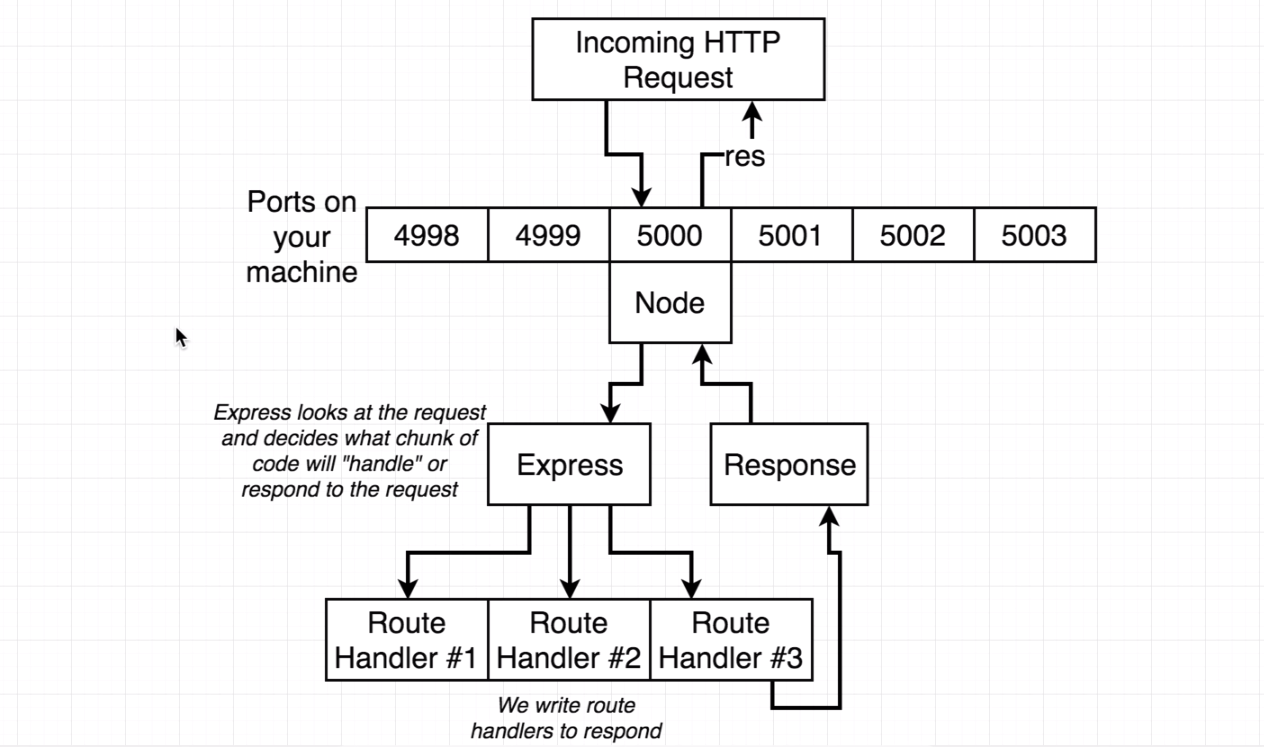 Incoming HTTP
Request
res
Ports on
your
machine
4998 4999 5000 5001 5002 5003
Node
Express looks at the request
and decides what chunk of
code will "handle" or
respond to the request
Express
Response
Route
Handler #1
Route
Handler #2
Route
Handler #3
We write route
handlers to respond